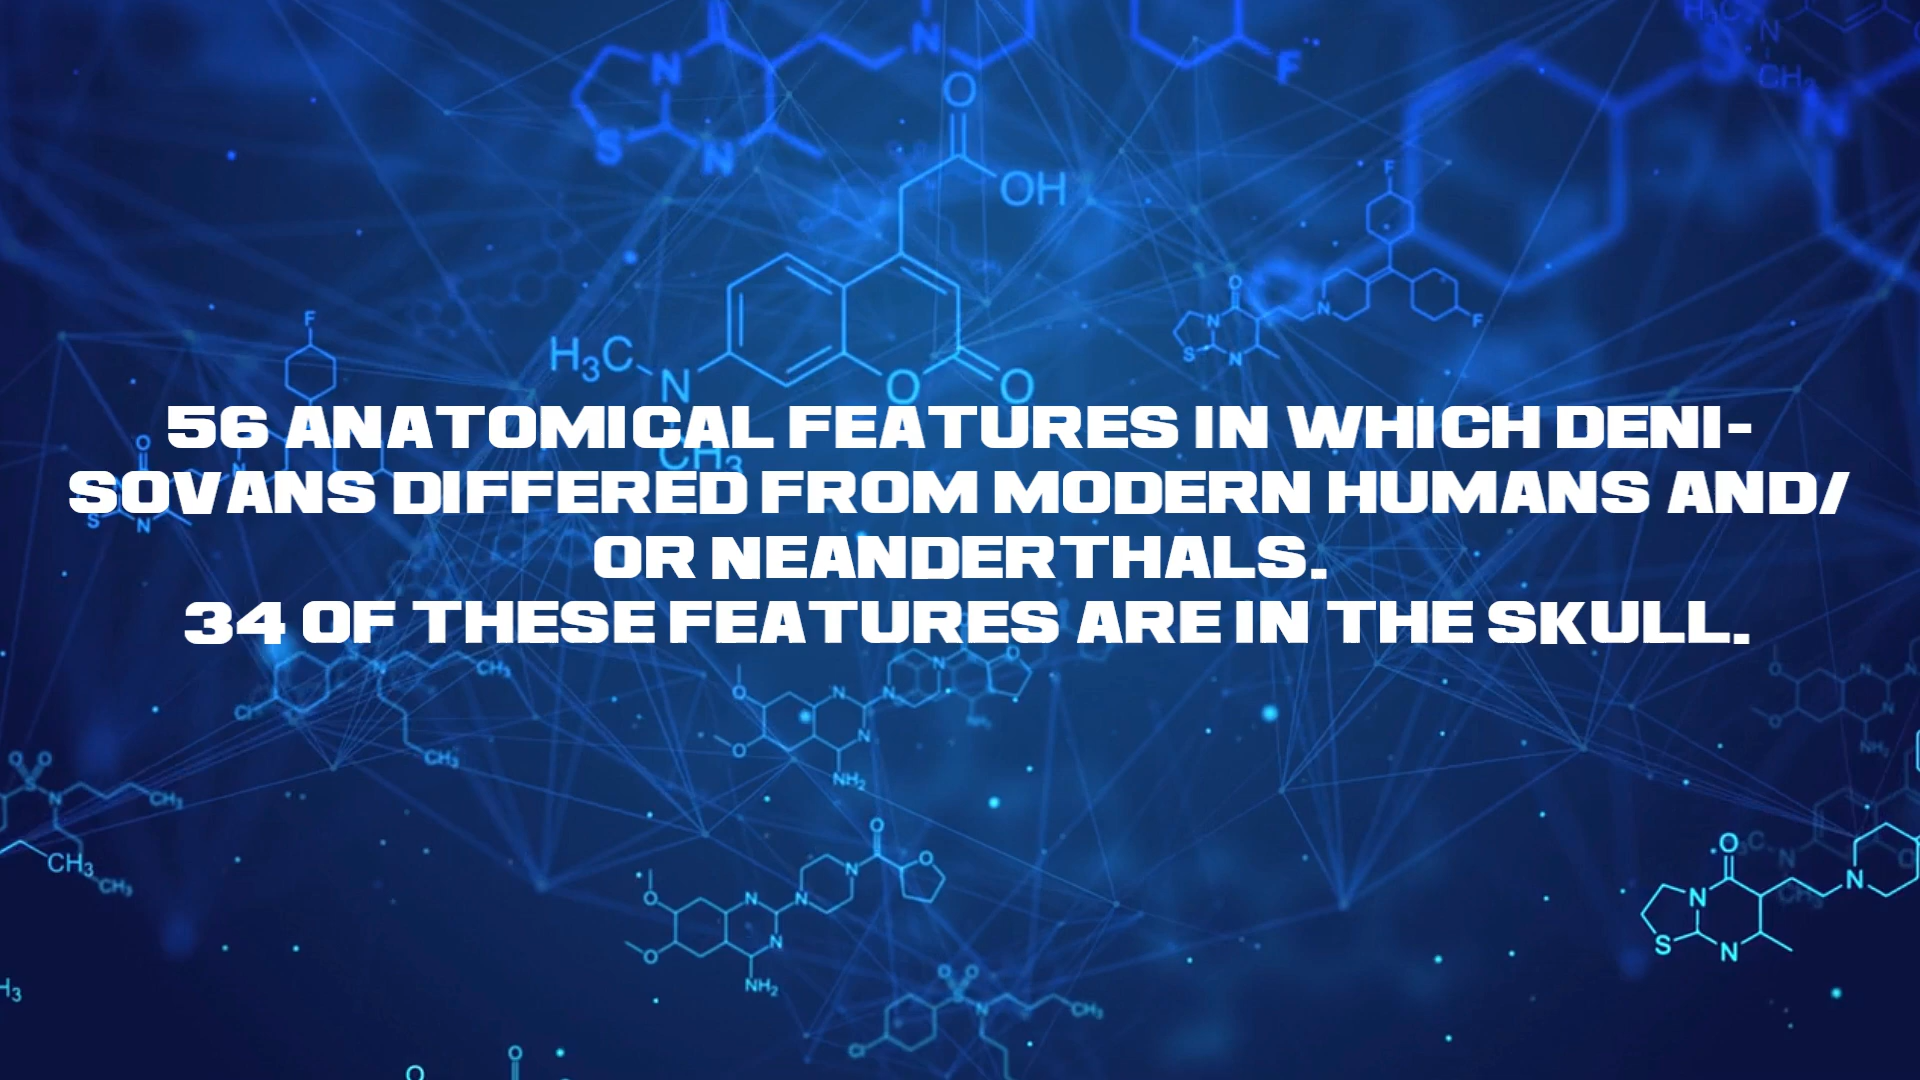 56 ANATOMICAL FEATURES IN WHICH DENI-
SOVANS DIFFERED FROM MODERN HUMANS AND/
OR NEANDERTHALS.
34 OF THESE FEATURES ARE IN THE SKULL.